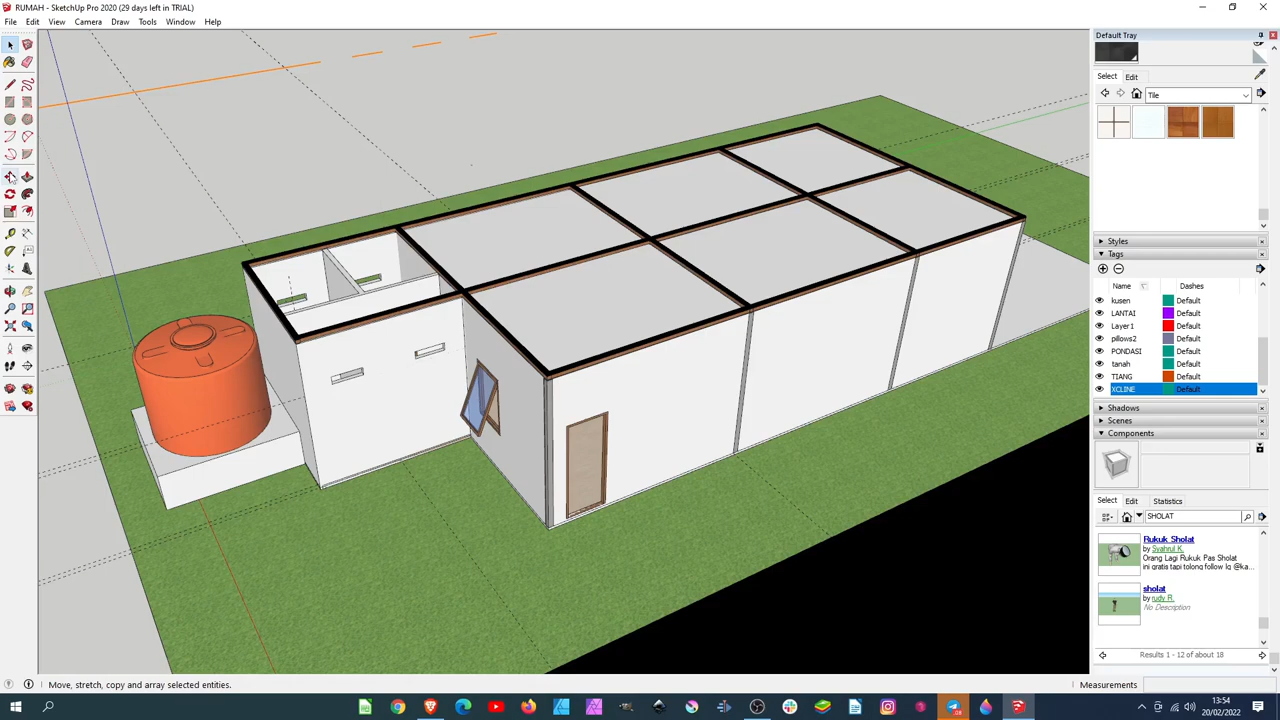 RUMAH - SketchUp Pro 2020 (29 days left in TRIAL)
File Edit View Camera Draw Tools Window Help
Default Tray
Select Edit
Tile
Styles
Tags
Name Dashes
kusen Default
LANTAI Default
Layer1 Default
pillows2 Default
PONDASI Default
tanah Default
TIANG Default
XCLINE Default
Shadows
Scenes
Components
Select Edit Statistics
SHOLAT
Rukuk Sholat
by Syahrul K.
Orang Lagi Rukuk Pas Sholat
ini gratis tapi tolong follow Ig @ka...
sholat
by rudy R.
No Description
Results 1 - 12 of about 18
Move, stretch, copy and array selected entities.
Measurements
13:54
20/02/2022